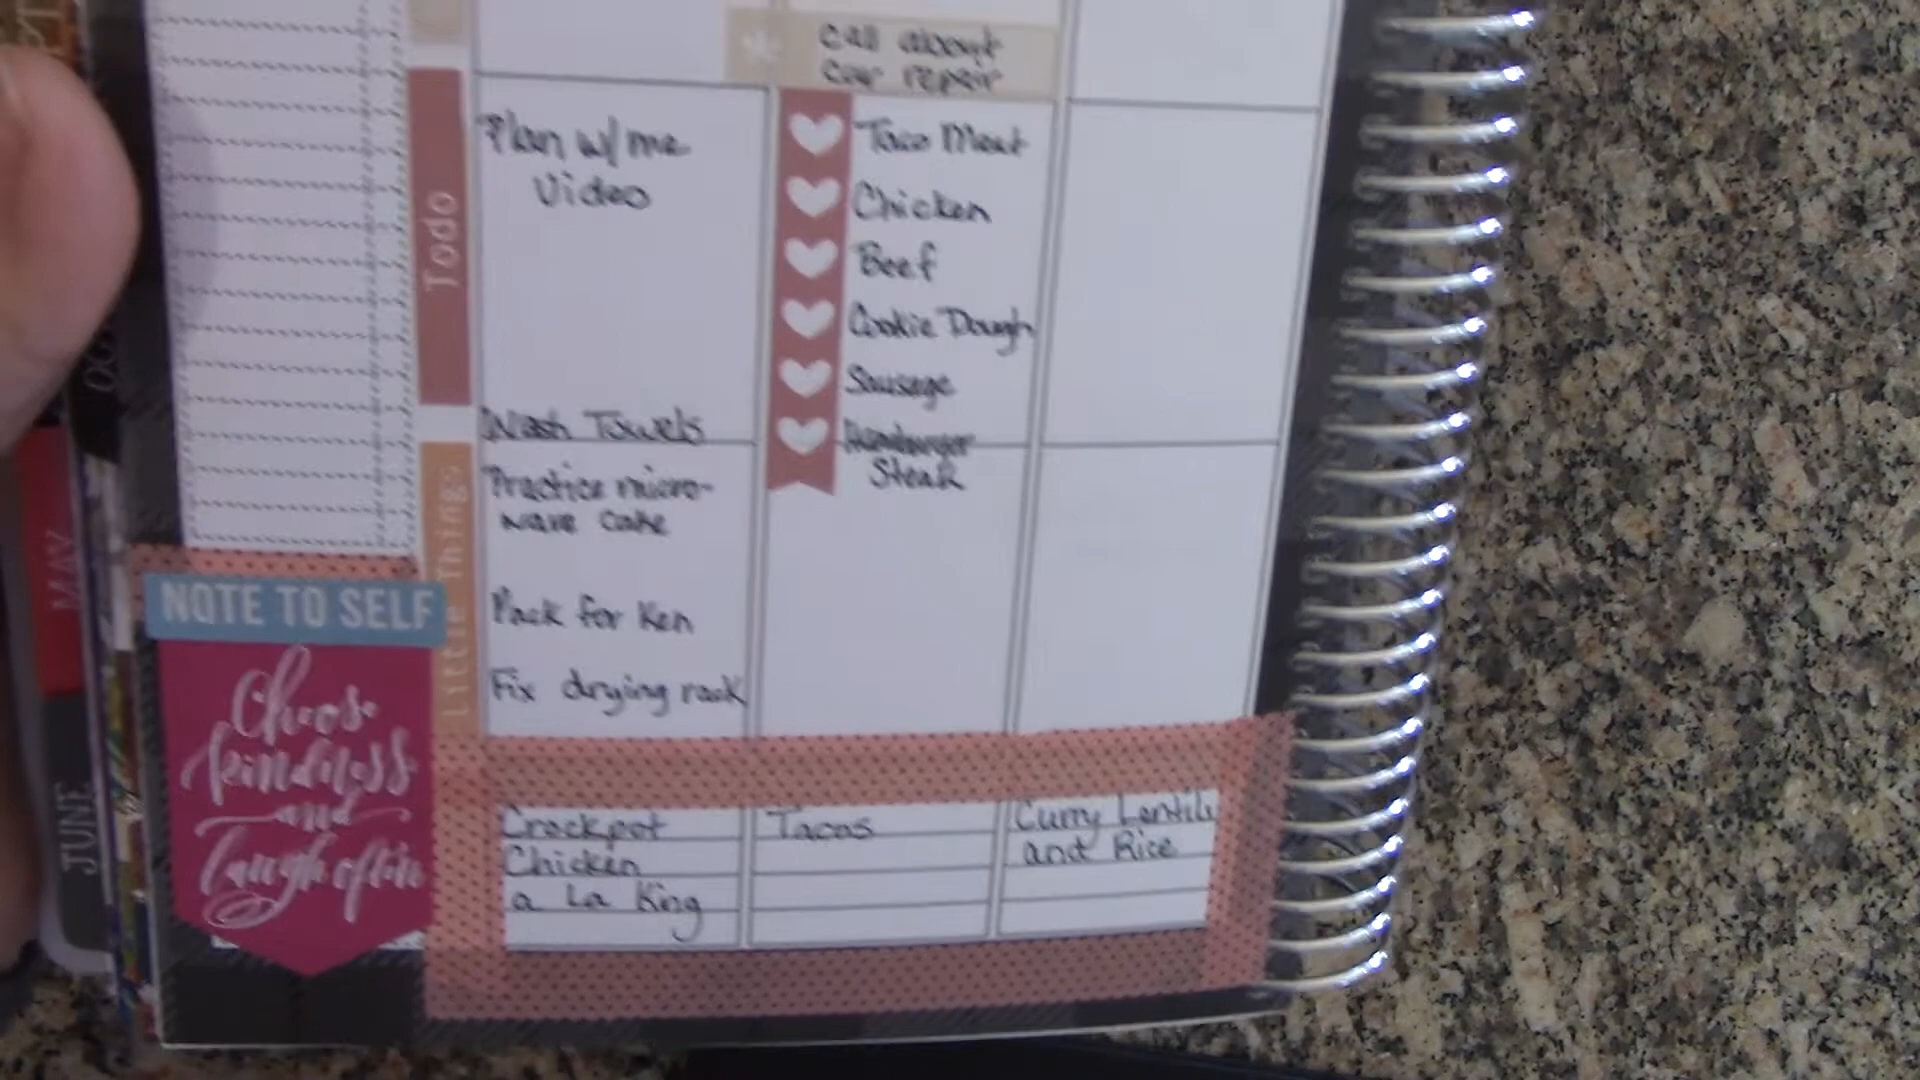 call about
car repair
Todo
Plan w/ me
Video
Wash Towels
Taco Meat
Chicken
Beef
Cookie Dough
Sausage
Hamburger
Steak
Little Things
Practice micro-
wave cake
Pack for Ken
Fix drying rack
MAY
JUNE
NOTE TO SELF
Choose
kindness
and
laugh often
Crockpot
Chicken
a La King
Tacos
Curry Lentils
and Rice